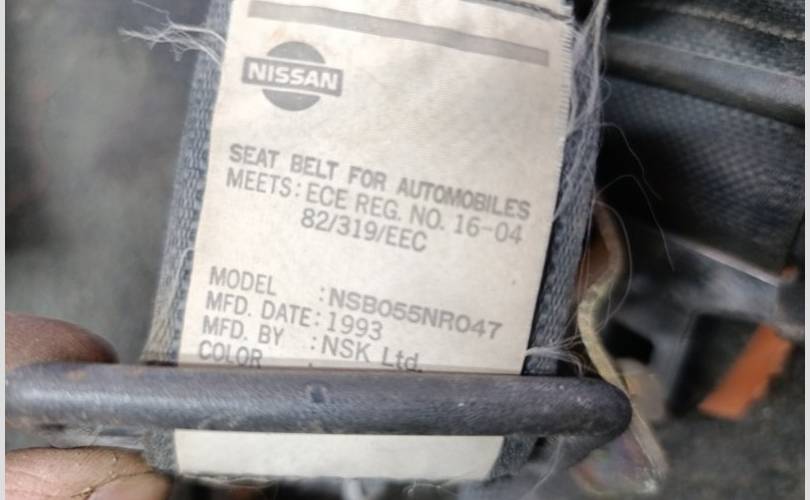 NISSAN
SEAT BELT FOR AUTOMOBILES
MEETS: ECE REG. NO. 16-04
82/319/EEC
MODEL : NSB055NR047
MFD. DATE: 1993
MFD. BY : NSK Ltd.
COLOR